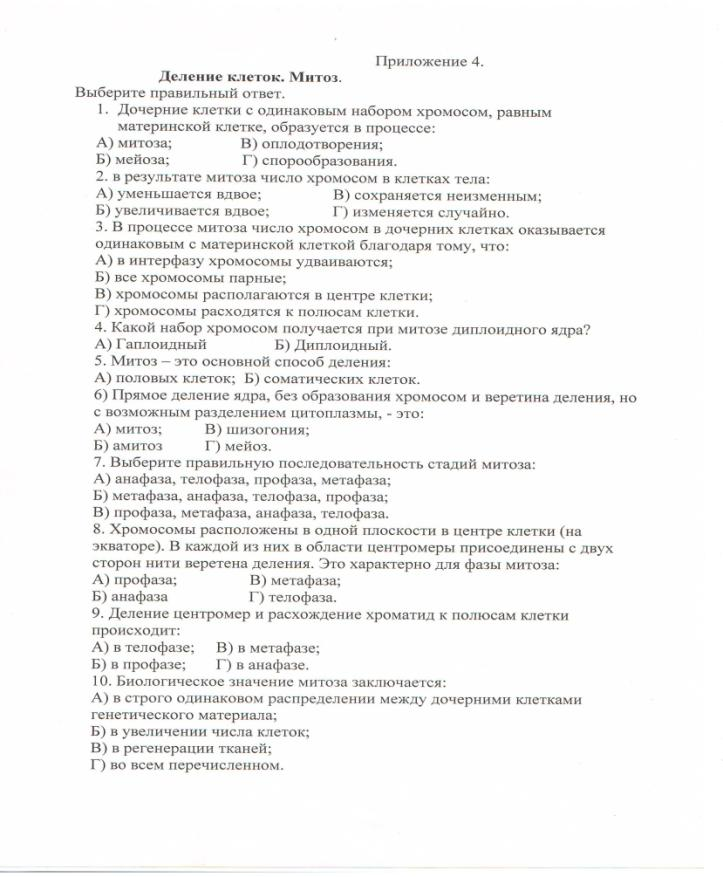 Приложение 4.
Деление клеток. Митоз.
Выберите правильный ответ.
1. Дочерние клетки с одинаковым набором хромосом, равным
материнской клетке, образуется в процессе:
А) митоза; В) оплодотворения;
Б) мейоза; Г) спорообразования.
2. в результате митоза число хромосом в клетках тела:
А) уменьшается вдвое; В) сохраняется неизменным;
Б) увеличивается вдвое; Г) изменяется случайно.
3. В процессе митоза число хромосом в дочерних клетках оказывается
одинаковым с материнской клеткой благодаря тому, что:
А) в интерфазу хромосомы удваиваются;
Б) все хромосомы парные;
В) хромосомы располагаются в центре клетки;
Г) хромосомы расходятся к полюсам клетки.
4. Какой набор хромосом получается при митозе диплоидного ядра?
А) Гаплоидный Б) Диплоидный.
5. Митоз – это основной способ деления:
А) половых клеток; Б) соматических клеток.
6) Прямое деление ядра, без образования хромосом и веретина деления, но
с возможным разделением цитоплазмы, - это:
А) митоз; В) шизогония;
Б) амитоз Г) мейоз.
7. Выберите правильную последовательность стадий митоза:
А) анафаза, телофаза, профаза, метафаза;
Б) метафаза, анафаза, телофаза, профаза;
В) профаза, метафаза, анафаза, телофаза.
8. Хромосомы расположены в одной плоскости в центре клетки (на
экваторе). В каждой из них в области центромеры присоединены с двух
сторон нити веретена деления. Это характерно для фазы митоза:
А) профаза; В) метафаза;
Б) анафаза Г) телофаза.
9. Деление центромер и расхождение хроматид к полюсам клетки
происходит:
А) в телофазе; В) в метафазе;
Б) в профазе; Г) в анафазе.
10. Биологическое значение митоза заключается:
А) в строго одинаковом распределении между дочерними клетками
генетического материала;
Б) в увеличении числа клеток;
В) в регенерации тканей;
Г) во всем перечисленном.